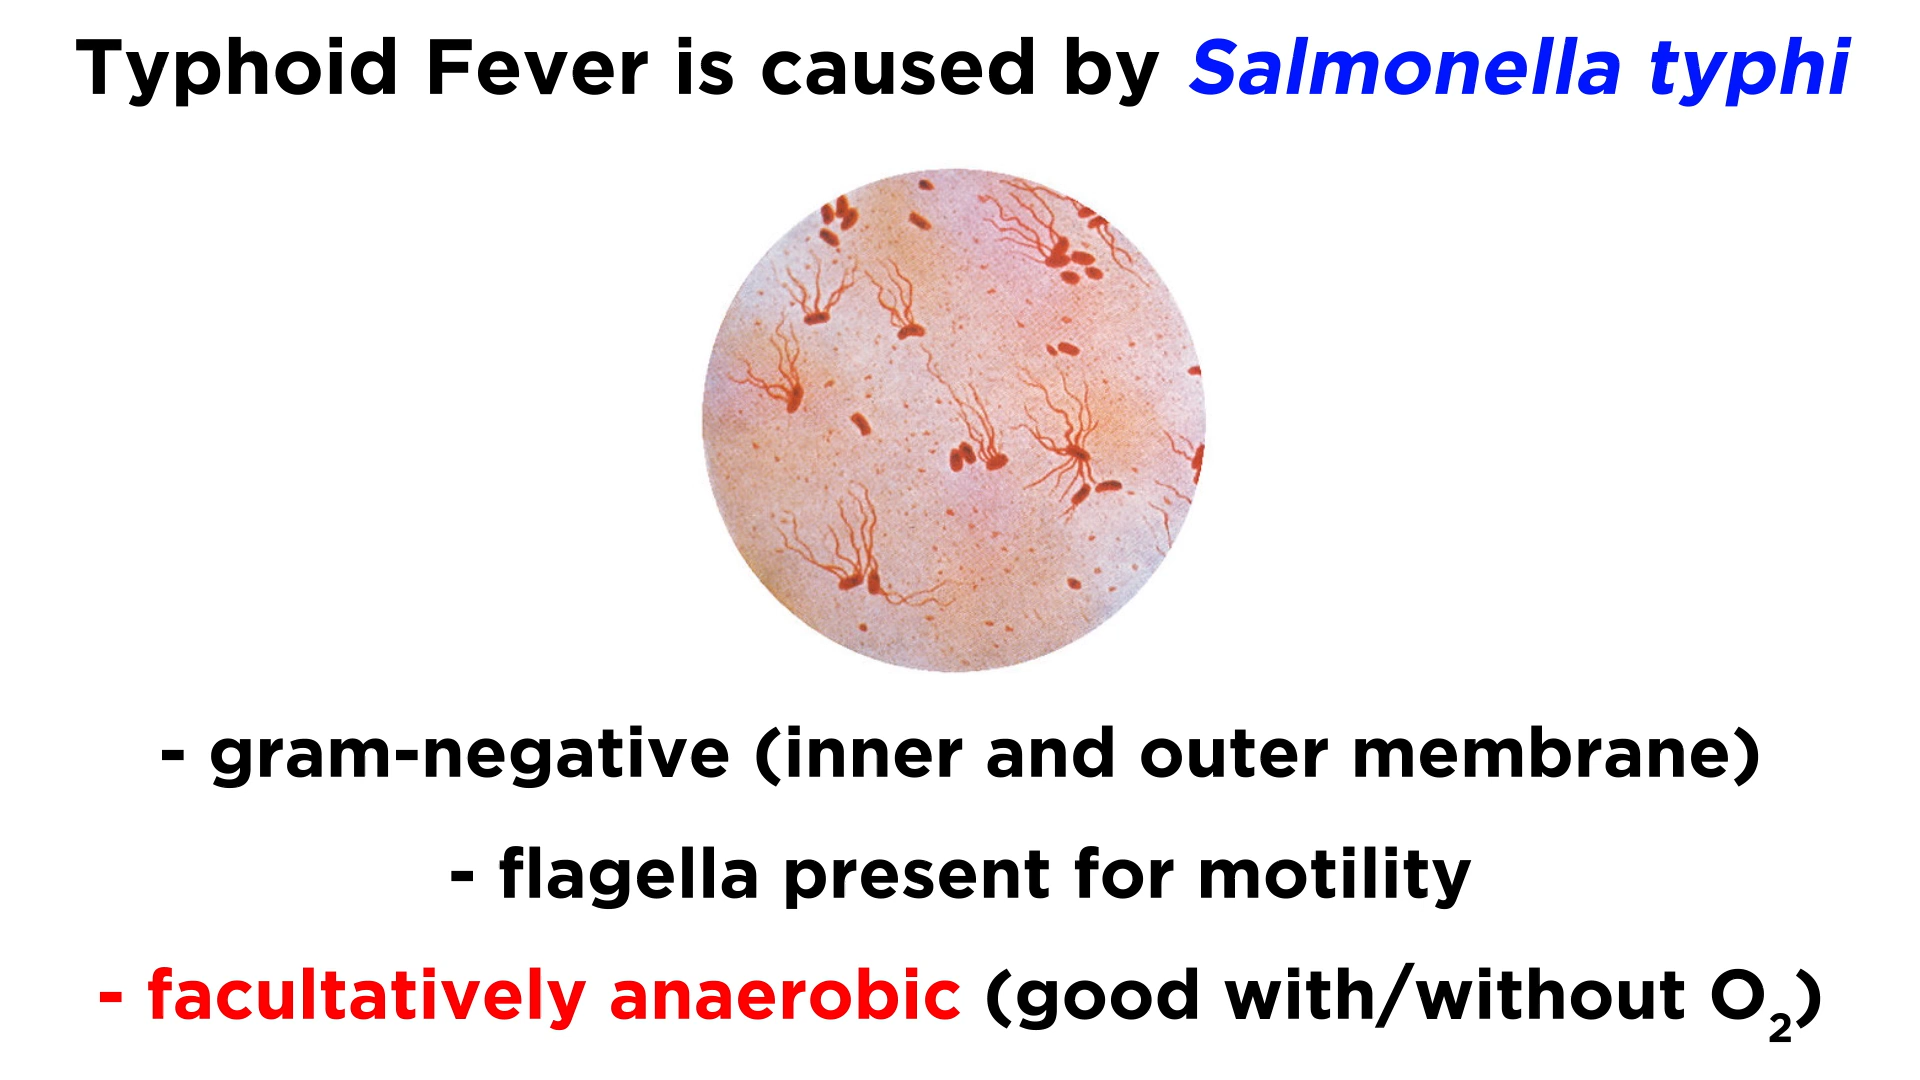 Typhoid Fever is caused by Salmonella typhi
- gram-negative (inner and outer membrane)
- flagella present for motility
- facultatively anaerobic (good with/without O₂)